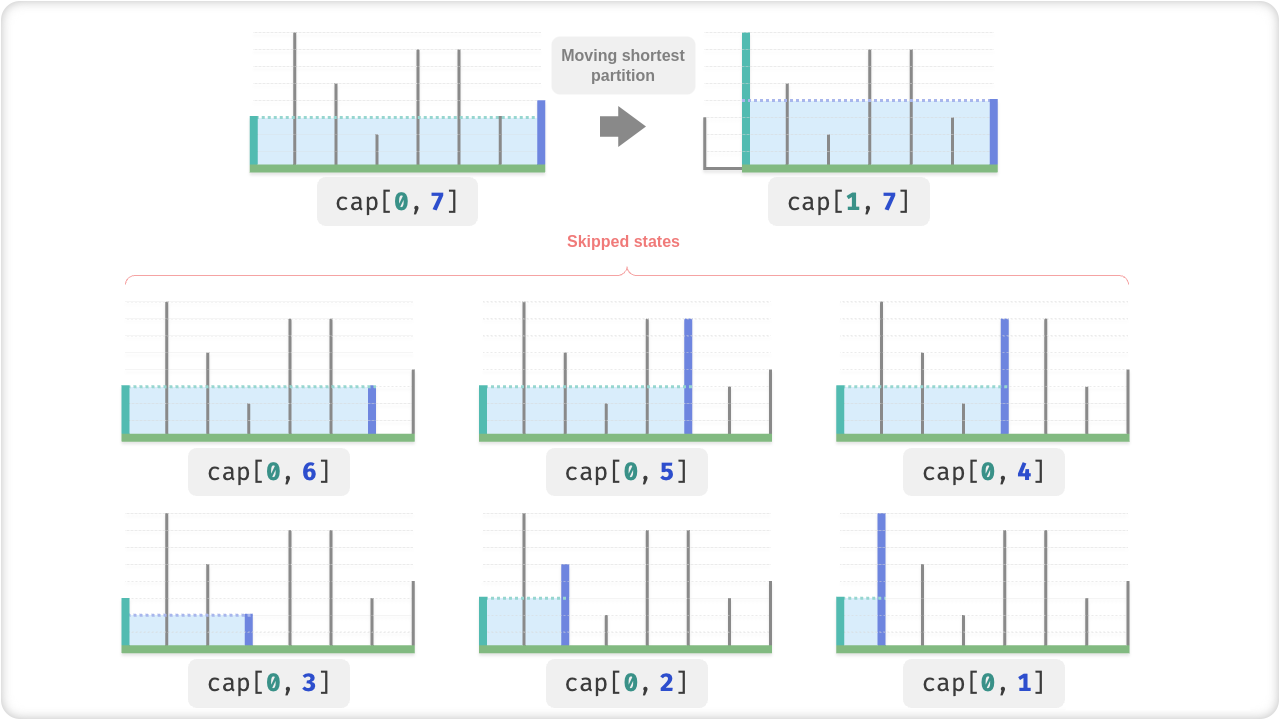 Moving shortest
partition
cap[0, 7]
cap[1, 7]
Skipped states
cap[0, 6]
cap[0, 5]
cap[0, 4]
cap[0, 3]
cap[0, 2]
cap[0, 1]